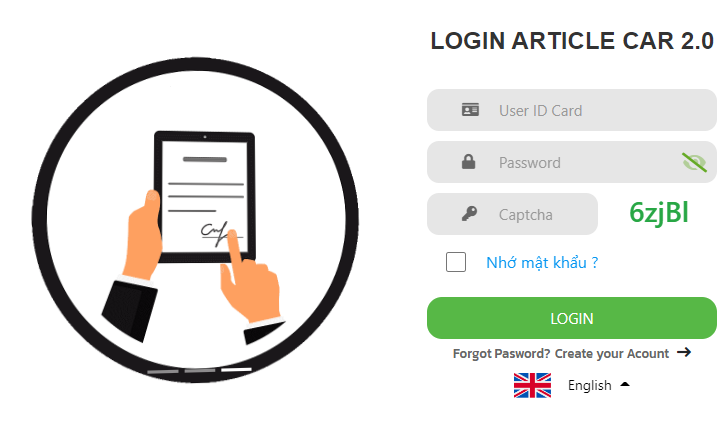 LOGIN ARTICLE CAR 2.0
User ID Card
Password
Captcha
6zjBl
Nhớ mật khẩu ?
LOGIN
Forgot Pasword? Create your Acount
English